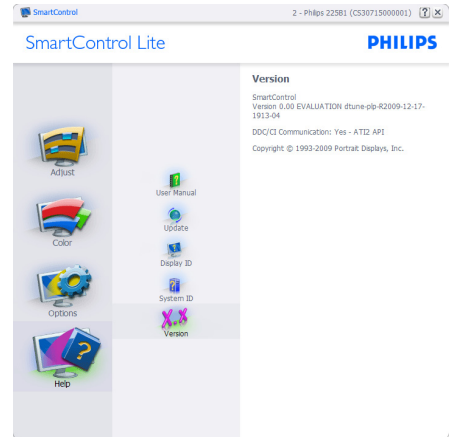 SmartControl
2 - Philips 225B1 (CS30715000001) ? X
SmartControl Lite
PHILIPS
Version
SmartControl
Version 0.00 EVALUATION dtune-plp-R2009-12-17-
1913-04
DDC/CI Communication: Yes - ATI2 API
Copyright © 1993-2009 Portrait Displays, Inc.
Adjust
Color
Options
Help
User Manual
Update
Display ID
System ID
X.X
Version